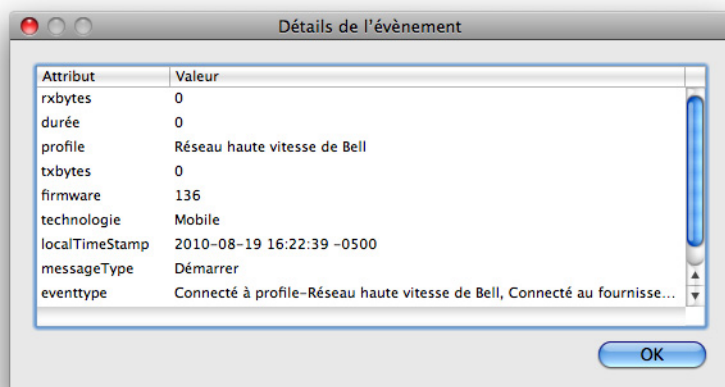 Détails de l'évènement
Attribut Valeur
rxbytes 0
durée 0
profile Réseau haute vitesse de Bell
txbytes 0
firmware 136
technologie Mobile
localTimeStamp 2010-08-19 16:22:39 -0500
messageType Démarrer
eventtype Connecté à profile-Réseau haute vitesse de Bell, Connecté au fournisse...
OK